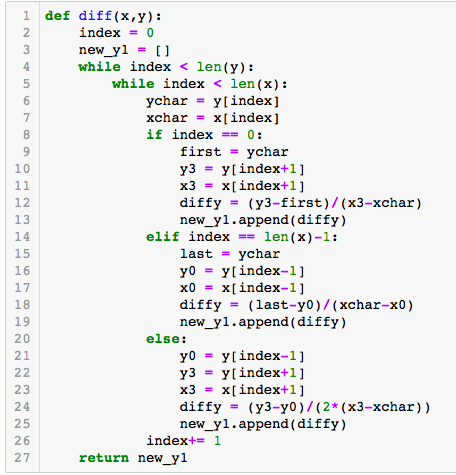 1 def diff(x,y):
2     index = 0
3     new_y1 = []
4     while index < len(y):
5         while index < len(x):
6             ychar = y[index]
7             xchar = x[index]
8             if index == 0:
9                 first = ychar
10                 y3 = y[index+1]
11                 x3 = x[index+1]
12                 diffy = (y3-first)/(x3-xchar)
13                 new_y1.append(diffy)
14             elif index == len(x)-1:
15                 last = ychar
16                 y0 = y[index-1]
17                 x0 = x[index-1]
18                 diffy = (last-y0)/(xchar-x0)
19                 new_y1.append(diffy)
20             else:
21                 y0 = y[index-1]
22                 y3 = y[index+1]
23                 x3 = x[index+1]
24                 diffy = (y3-y0)/(2*(x3-xchar))
25                 new_y1.append(diffy)
26             index+= 1
27     return new_y1